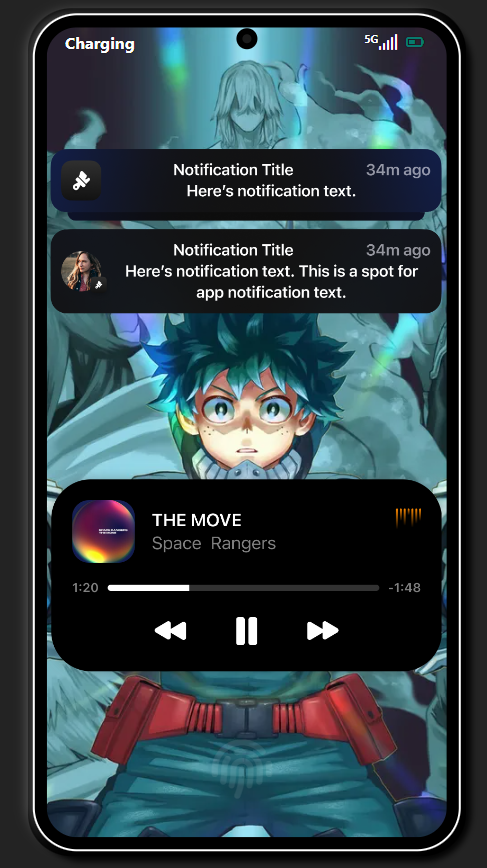 Charging
5G
Notification Title
34m ago
Here’s notification text.
Notification Title
34m ago
Here’s notification text. This is a spot for
app notification text.
THE MOVE
Space Rangers
1:20
-1:48